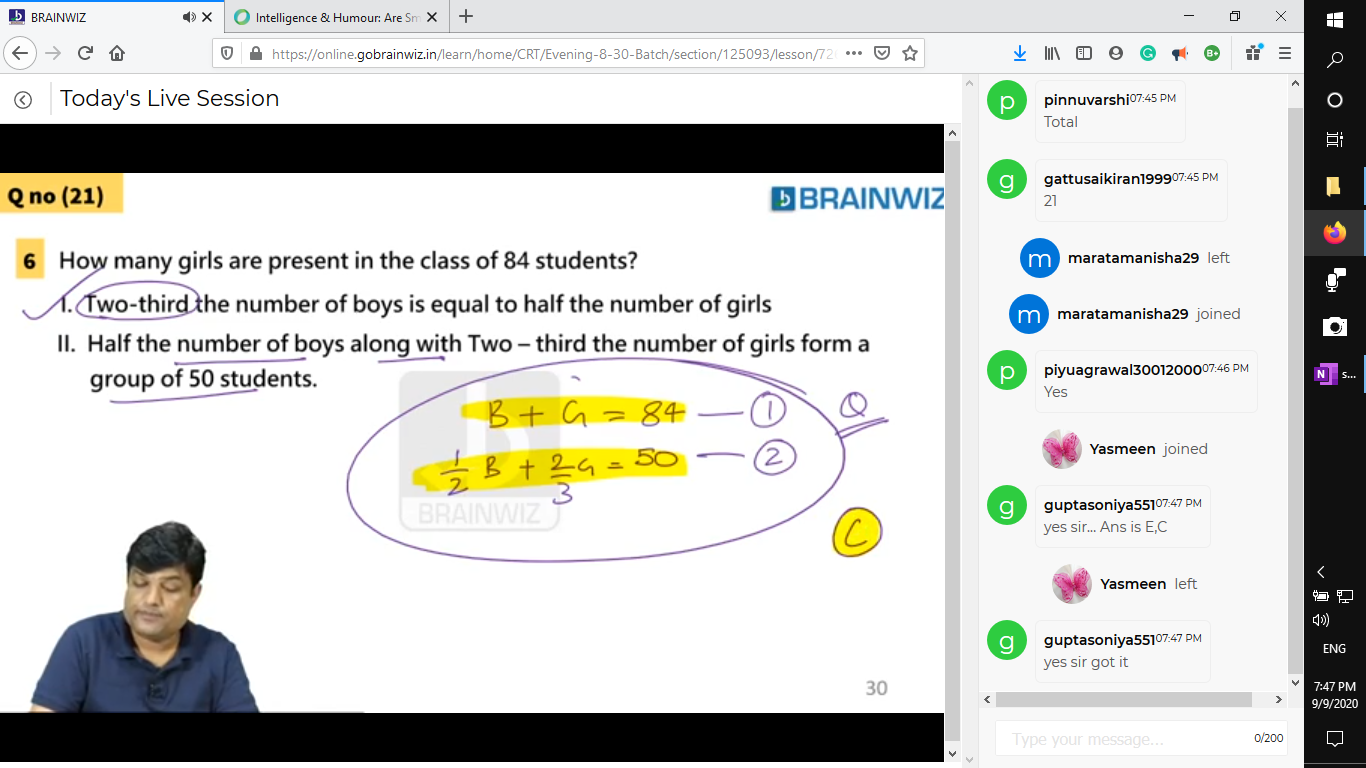 BRAINWIZ
Intelligence & Humour: Are Sm
https://online.gobrainwiz.in/learn/home/CRT/Evening-8-30-Batch/section/125093/lesson/72
Today's Live Session
Q no (21)
BRAINWIZ
6 How many girls are present in the class of 84 students?
I. Two-third the number of boys is equal to half the number of girls
II. Half the number of boys along with Two – third the number of girls form a
group of 50 students.
B + G = 84 — 1
1/2 B + 2/3 G = 50 — 2
Q
C
BRAINWIZ
30
p
pinnuvarshi 07:45 PM
Total
g
gattusaikiran1999 07:45 PM
21
m
maratamanisha29 left
m
maratamanisha29 joined
p
piyuagrawal30012000 07:46 PM
Yes
Yasmeen joined
g
guptasoniya551 07:47 PM
yes sir... Ans is E,C
Yasmeen left
g
guptasoniya551 07:47 PM
yes sir got it
Type your message...
0/200
s...
ENG
7:47 PM
9/9/2020